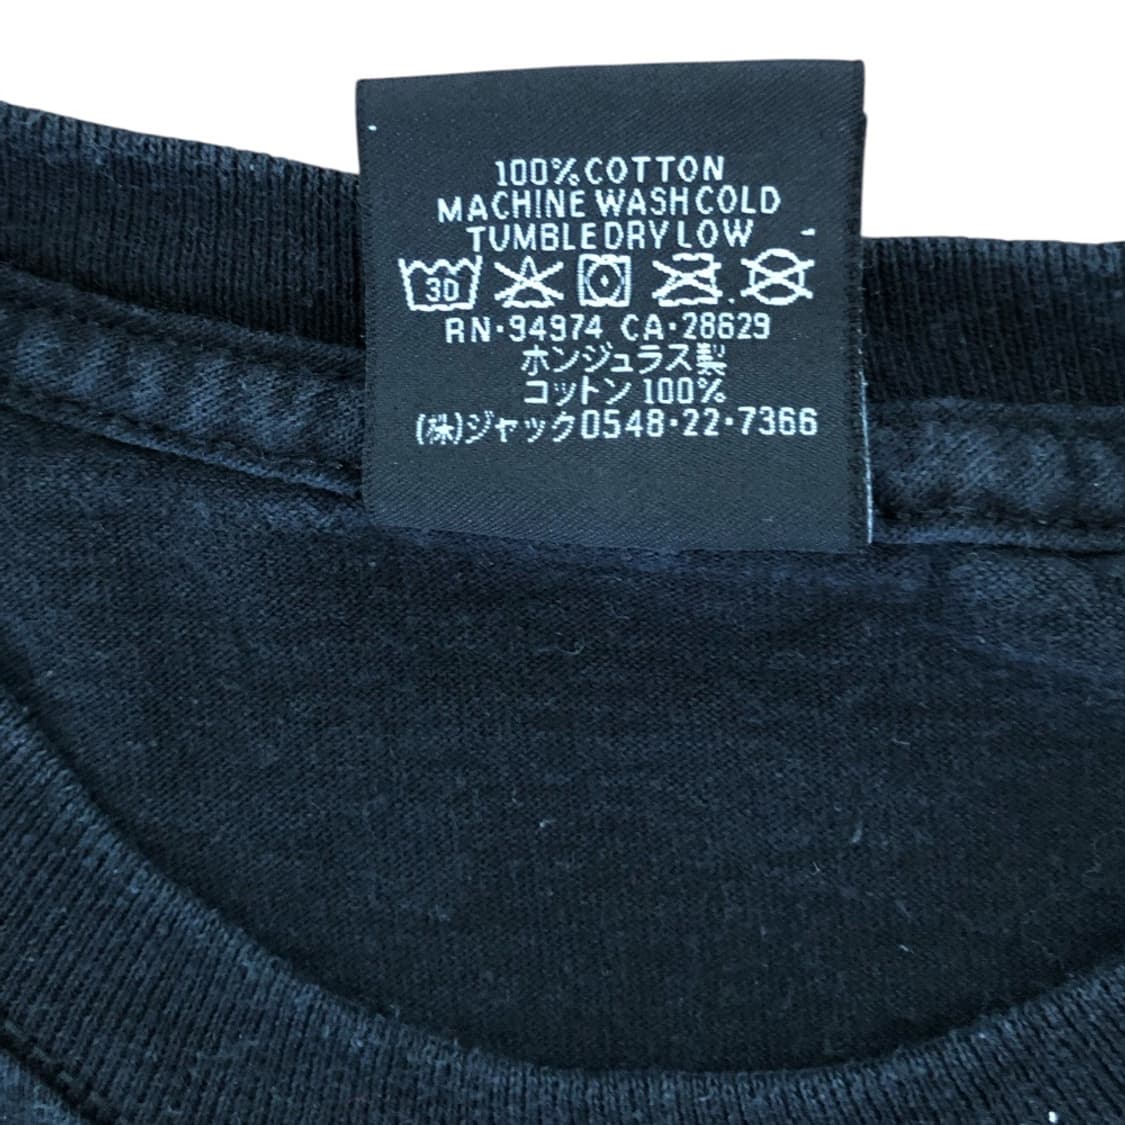 100% COTTON
MACHINE WASH COLD
TUMBLE DRY LOW
30
RN·94974 CA·28629
ホンジュラス製
コットン 100%
(株)ジャック0548·22·7366